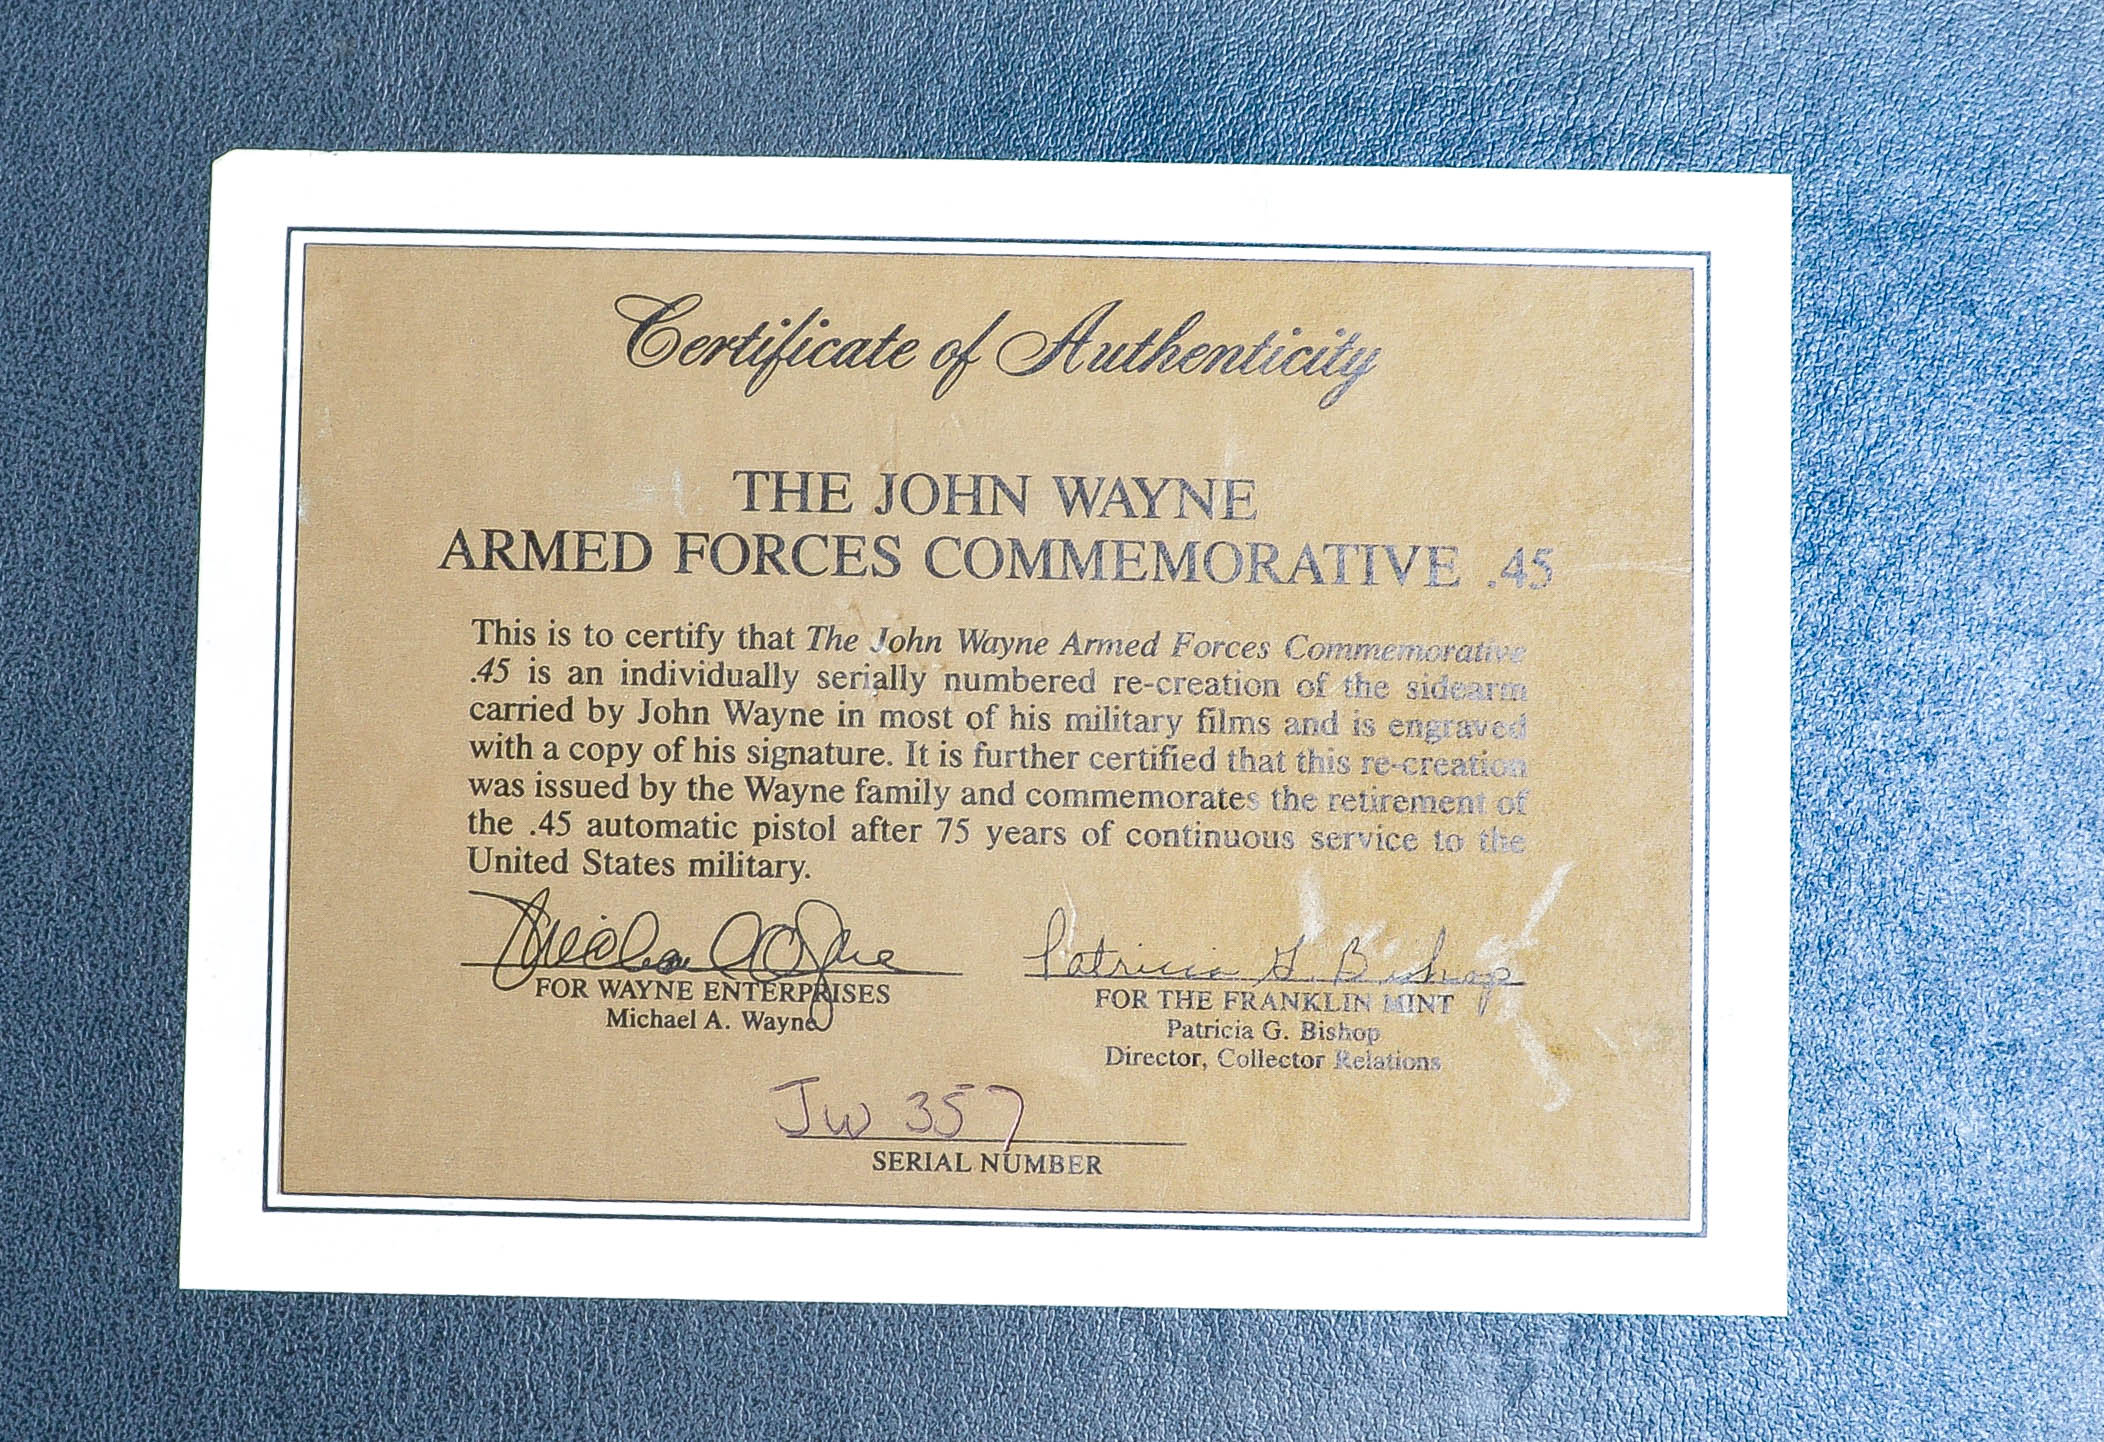 Certificate of Authenticity
THE JOHN WAYNE
ARMED FORCES COMMEMORATIVE .45
This is to certify that The John Wayne Armed Forces Commemorative
.45 is an individually serially numbered re-creation of the sidearm
carried by John Wayne in most of his military films and is engraved
with a copy of his signature. It is further certified that this re-creation
was issued by the Wayne family and commemorates the retirement of
the .45 automatic pistol after 75 years of continuous service to the
United States military.
Michael A Wayne
FOR WAYNE ENTERPRISES
Michael A. Wayne
Patricia G. Bishop
FOR THE FRANKLIN MINT
Patricia G. Bishop
Director, Collector Relations
JW 357
SERIAL NUMBER